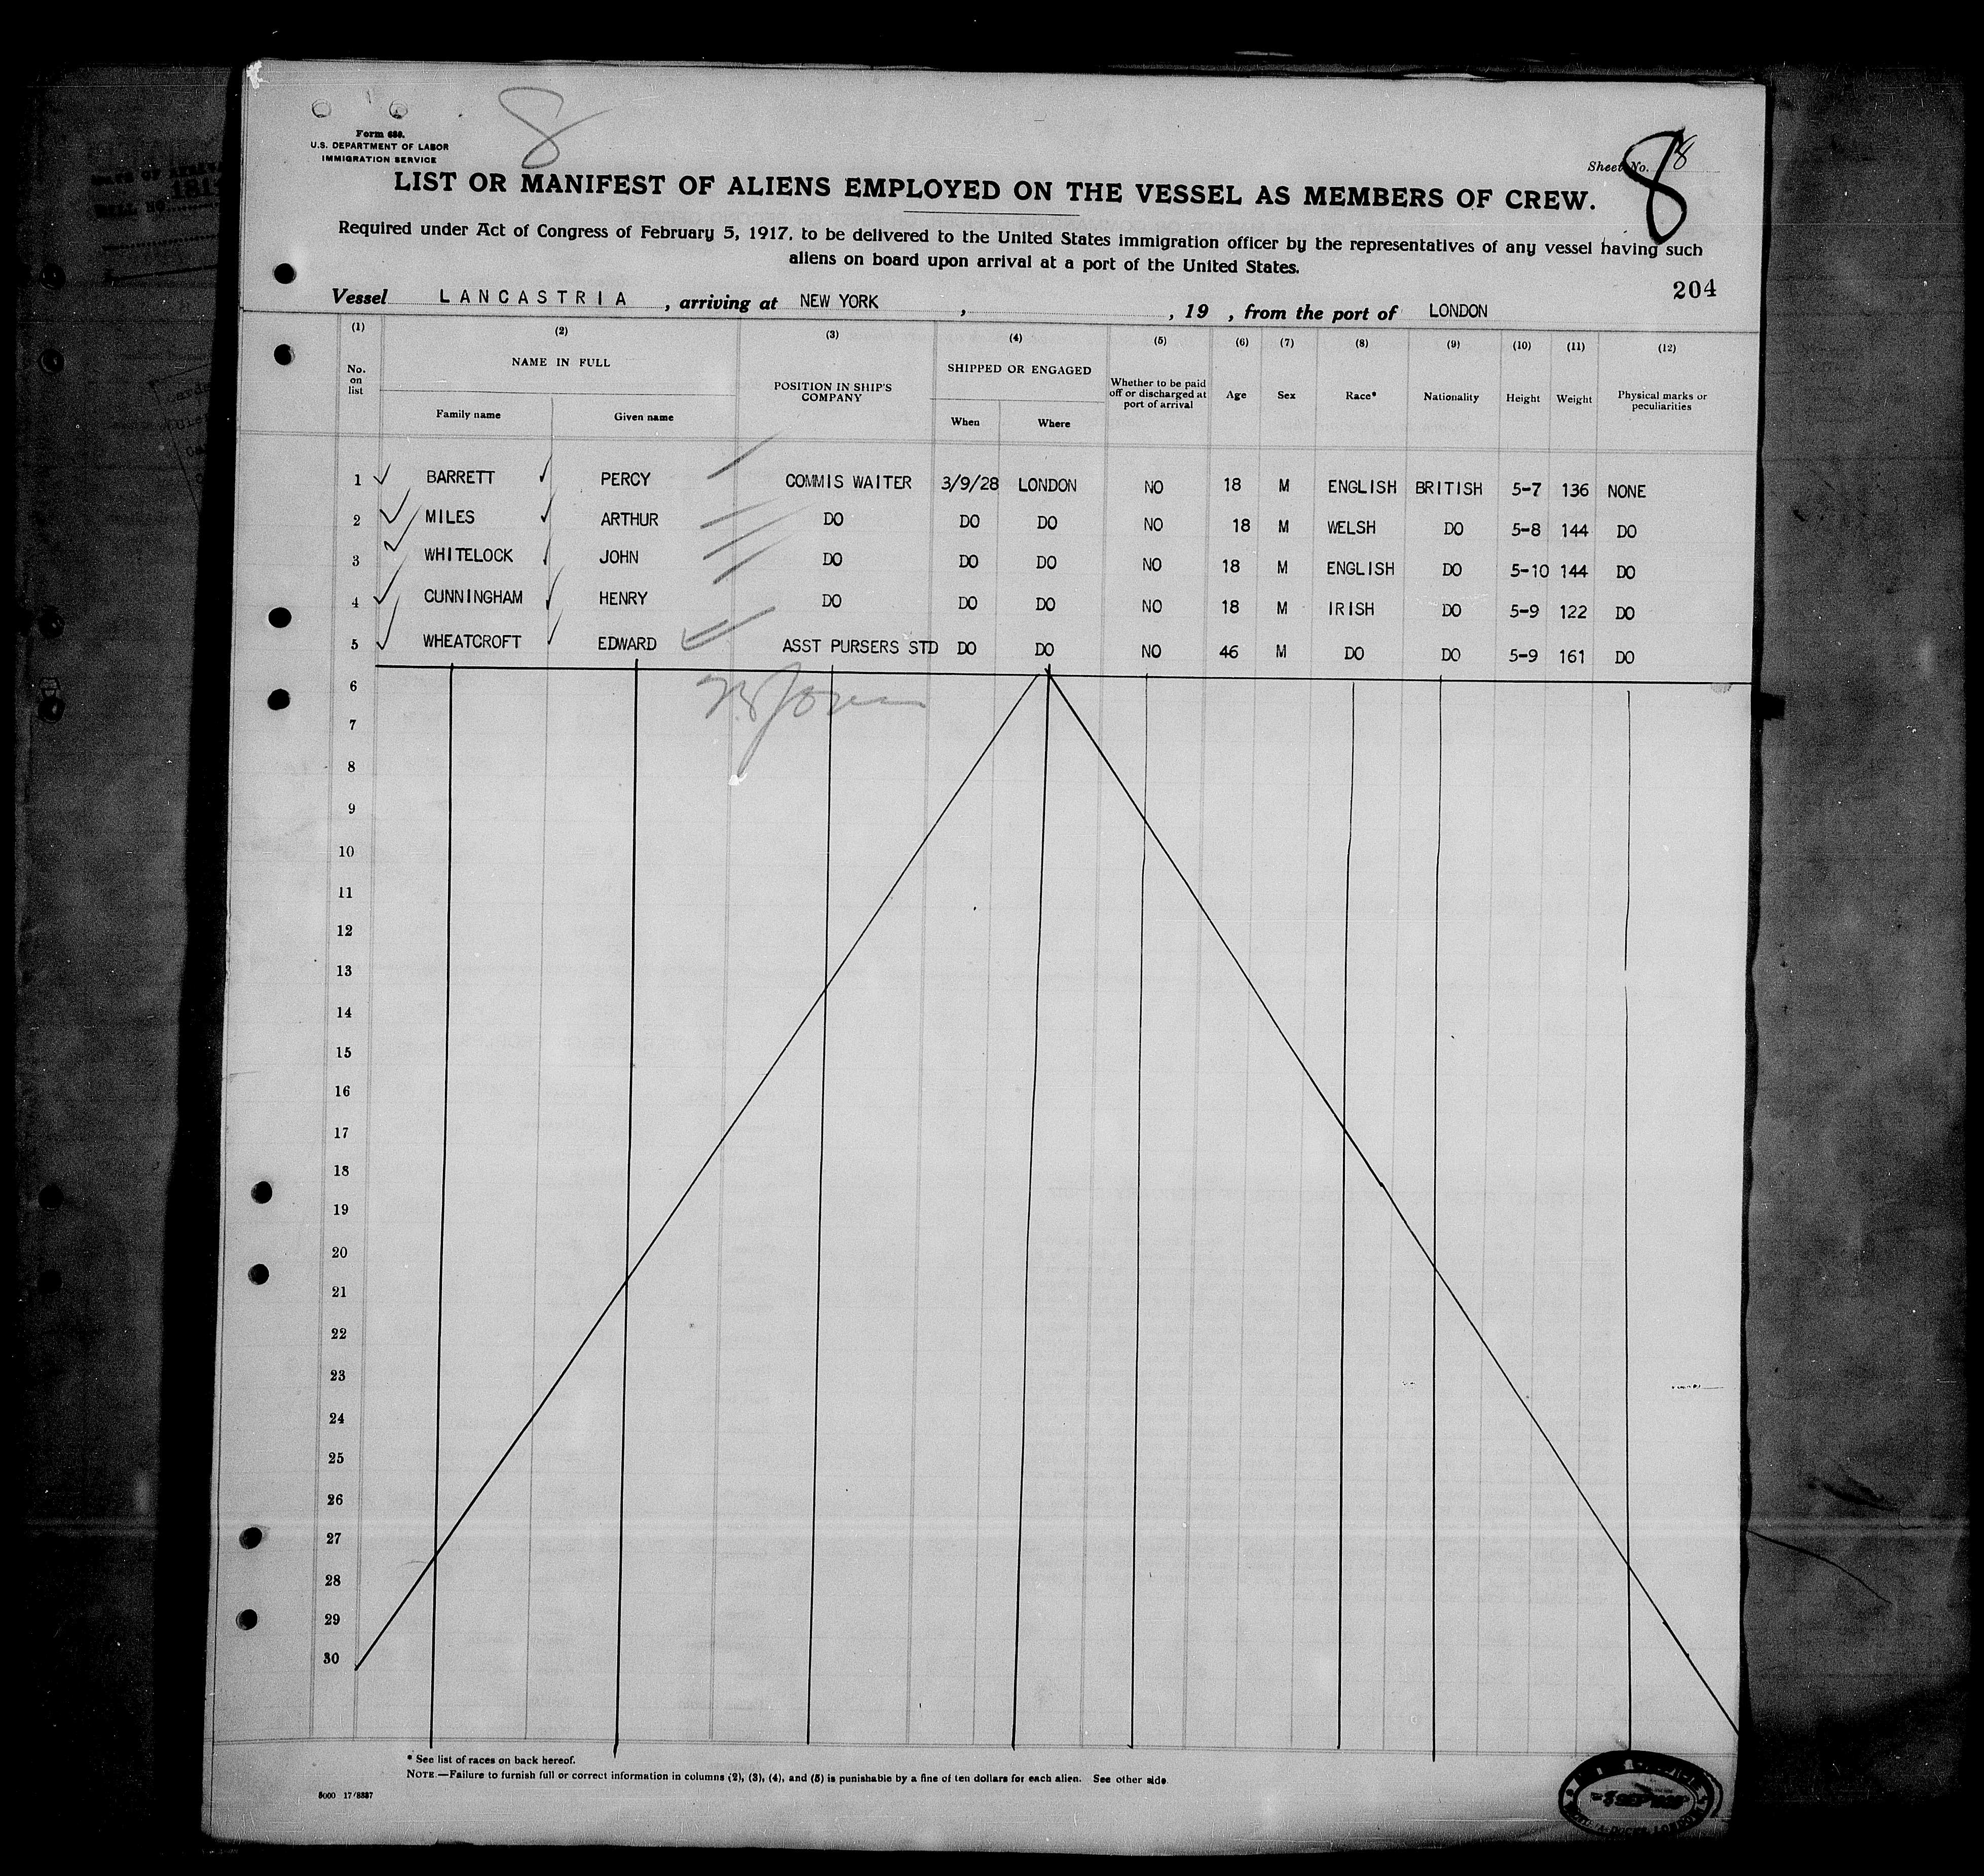 8
Form 680.
U.S. DEPARTMENT OF LABOR
IMMIGRATION SERVICE
Sheet No. 8
8
LIST OR MANIFEST OF ALIENS EMPLOYED ON THE VESSEL AS MEMBERS OF CREW.
Required under Act of Congress of February 5, 1917, to be delivered to the United States immigration officer by the representatives of any vessel having such
aliens on board upon arrival at a port of the United States.
204
Vessel LANCASTRIA , arriving at NEW YORK , , 19 , from the port of LONDON
(1) (2) (3) (4) (5) (6) (7) (8) (9) (10) (11) (12)
No. on list NAME IN FULL POSITION IN SHIP'S COMPANY SHIPPED OR ENGAGED Whether to be paid off or discharged at port of arrival Age Sex Race* Nationality Height Weight Physical marks or peculiarities
Family name Given name When Where
1 BARRETT PERCY COMMIS WAITER 3/9/28 LONDON NO 18 M ENGLISH BRITISH 5-7 136 NONE
2 MILES ARTHUR DO DO DO NO 18 M WELSH DO 5-8 144 DO
3 WHITELOCK JOHN DO DO DO NO 18 M ENGLISH DO 5-10 144 DO
4 CUNNINGHAM HENRY DO DO DO NO 18 M IRISH DO 5-9 122 DO
5 WHEATCROFT EDWARD ASST PURSERS STD DO DO NO 46 M DO DO 5-9 161 DO
6
7
8
9
10
11
12
13
14
15
16
17
18
19
20
21
22
23
24
25
26
27
28
29
30
* See list of races on back hereof.
NOTE.—Failure to furnish full or correct information in columns (2), (3), (4), and (5) is punishable by a fine of ten dollars for each alien. See other side.
5000 17/8387